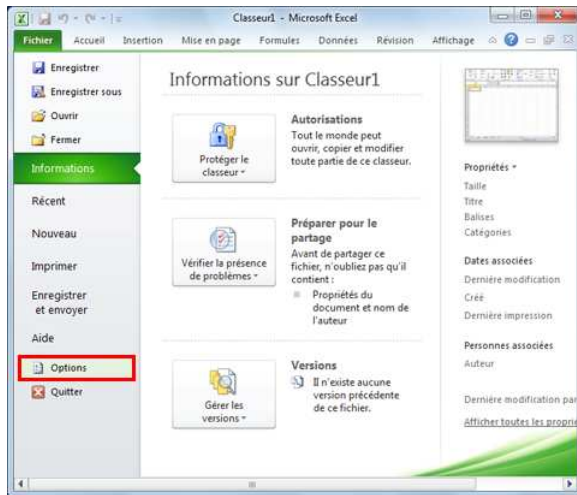 Classeur1 - Microsoft Excel
Fichier Accueil Insertion Mise en page Formules Données Révision Affichage
Enregistrer
Enregistrer sous
Ouvrir
Fermer
Informations
Récent
Nouveau
Imprimer
Enregistrer
et envoyer
Aide
Options
Quitter
Informations sur Classeur1
Protéger le
classeur
Autorisations
Tout le monde peut
ouvrir, copier et modifier
toute partie de ce classeur.
Vérifier la présence
de problèmes
Préparer pour le
partage
Avant de partager ce
fichier, n'oubliez pas qu'il
contient :
Propriétés du
document et nom de
l'auteur
Gérer les
versions
Versions
Il n'existe aucune
version précédente
de ce fichier.
Propriétés
Taille
Titre
Balises
Catégories
Dates associées
Dernière modification
Créé
Dernière impression
Personnes associées
Auteur
Dernière modification par
Afficher toutes les proprié